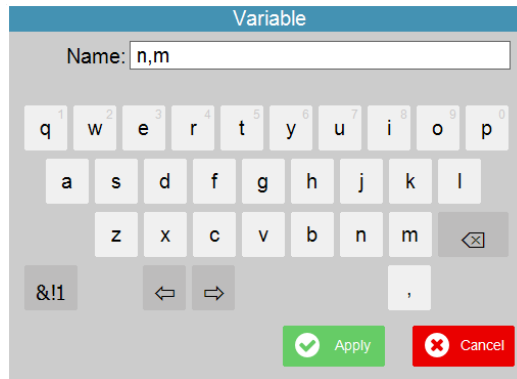 Variable
Name: n,m
q 1 w 2 e 3 r 4 t 5 y 6 u 7 i 8 o 9 p 0
a s d f g h j k l
z x c v b n m
&!1 ⇦ ⇨ ,
Apply Cancel